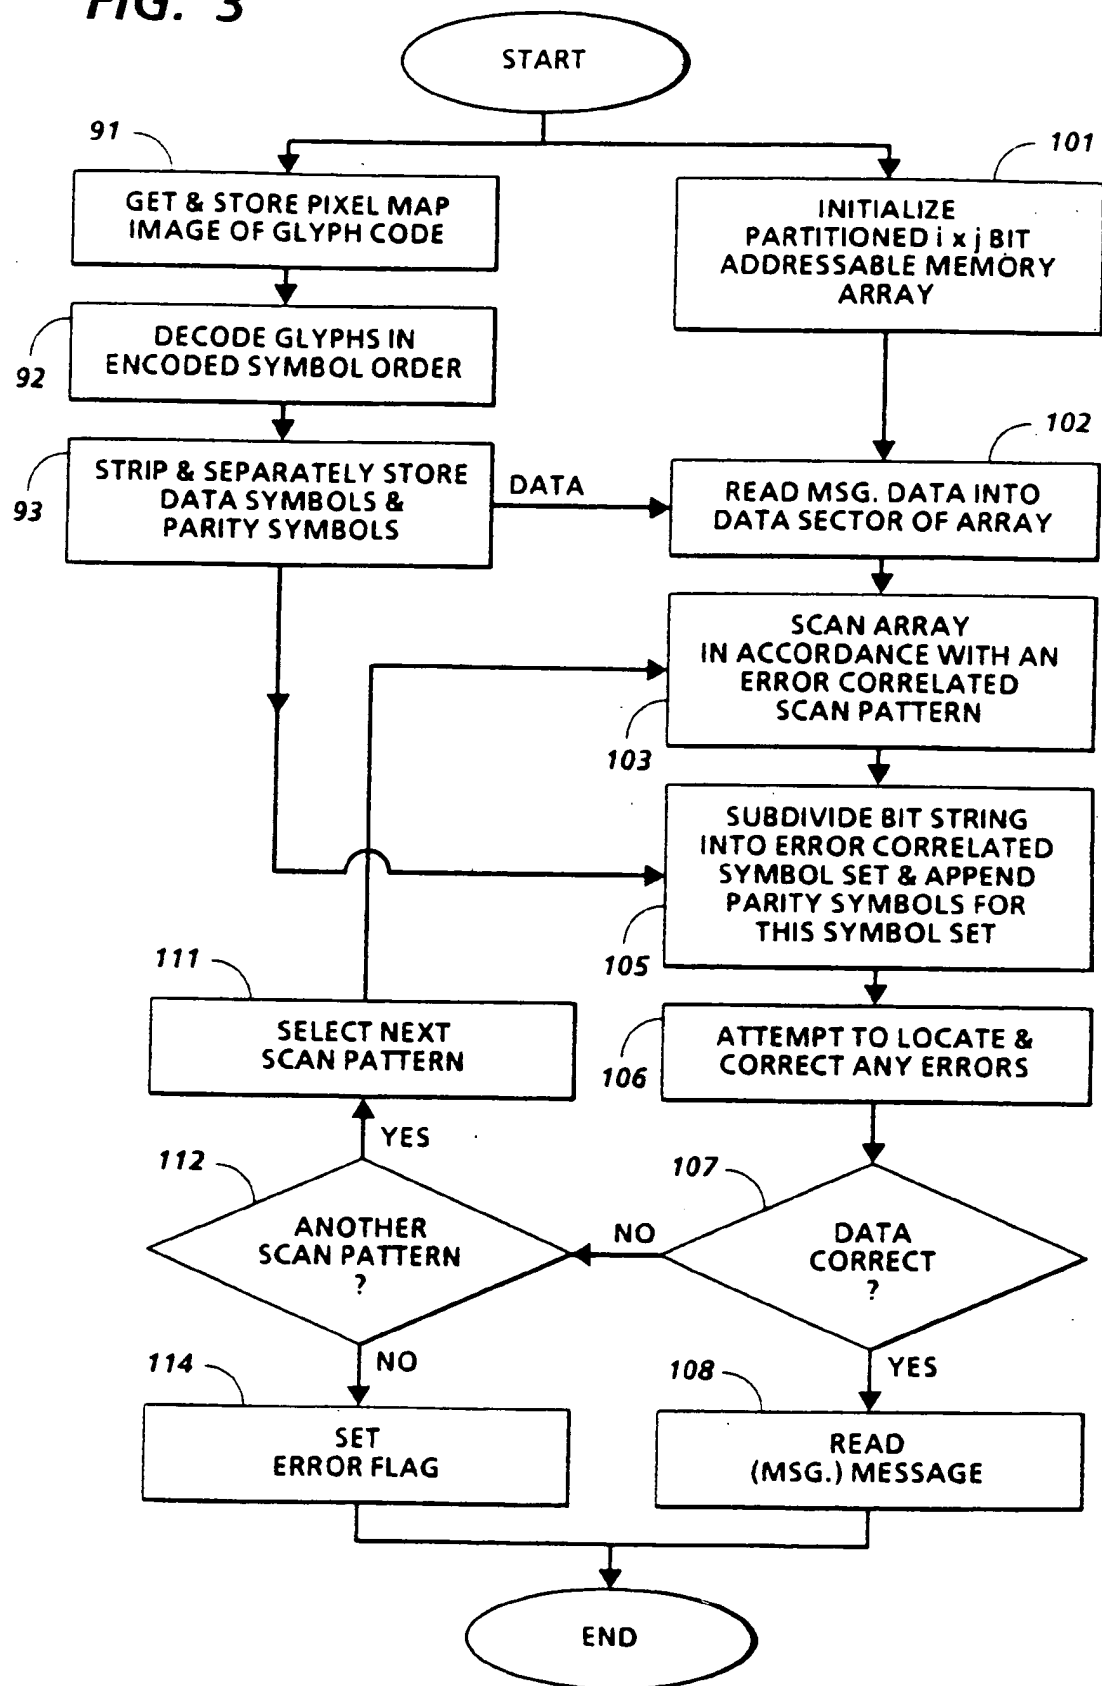 FIG. 3
START
91
GET & STORE PIXEL MAP
IMAGE OF GLYPH CODE
101
INITIALIZE
PARTITIONED i x j BIT
ADDRESSABLE MEMORY
ARRAY
92
DECODE GLYPHS IN
ENCODED SYMBOL ORDER
93
STRIP & SEPARATELY STORE
DATA SYMBOLS &
PARITY SYMBOLS
DATA
102
READ MSG. DATA INTO
DATA SECTOR OF ARRAY
SCAN ARRAY
IN ACCORDANCE WITH AN
ERROR CORRELATED
SCAN PATTERN
103
SUBDIVIDE BIT STRING
INTO ERROR CORRELATED
SYMBOL SET & APPEND
PARITY SYMBOLS FOR
THIS SYMBOL SET
105
111
SELECT NEXT
SCAN PATTERN
ATTEMPT TO LOCATE &
CORRECT ANY ERRORS
106
YES
112
ANOTHER
SCAN PATTERN
?
NO
107
DATA
CORRECT
?
NO
YES
114
SET
ERROR FLAG
108
READ
(MSG.) MESSAGE
END